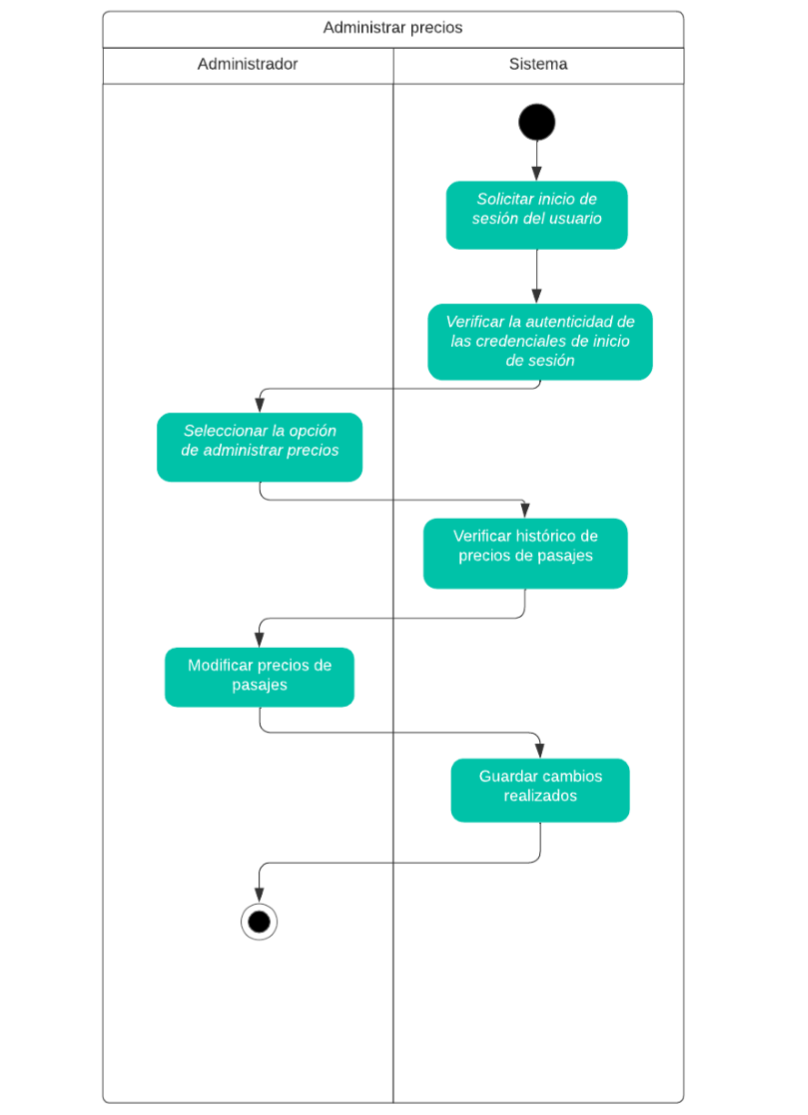 Administrar precios
Administrador
Sistema
Solicitar inicio de
sesión del usuario
Verificar la autenticidad de
las credenciales de inicio
de sesión
Seleccionar la opción
de administrar precios
Verificar histórico de
precios de pasajes
Modificar precios de
pasajes
Guardar cambios
realizados